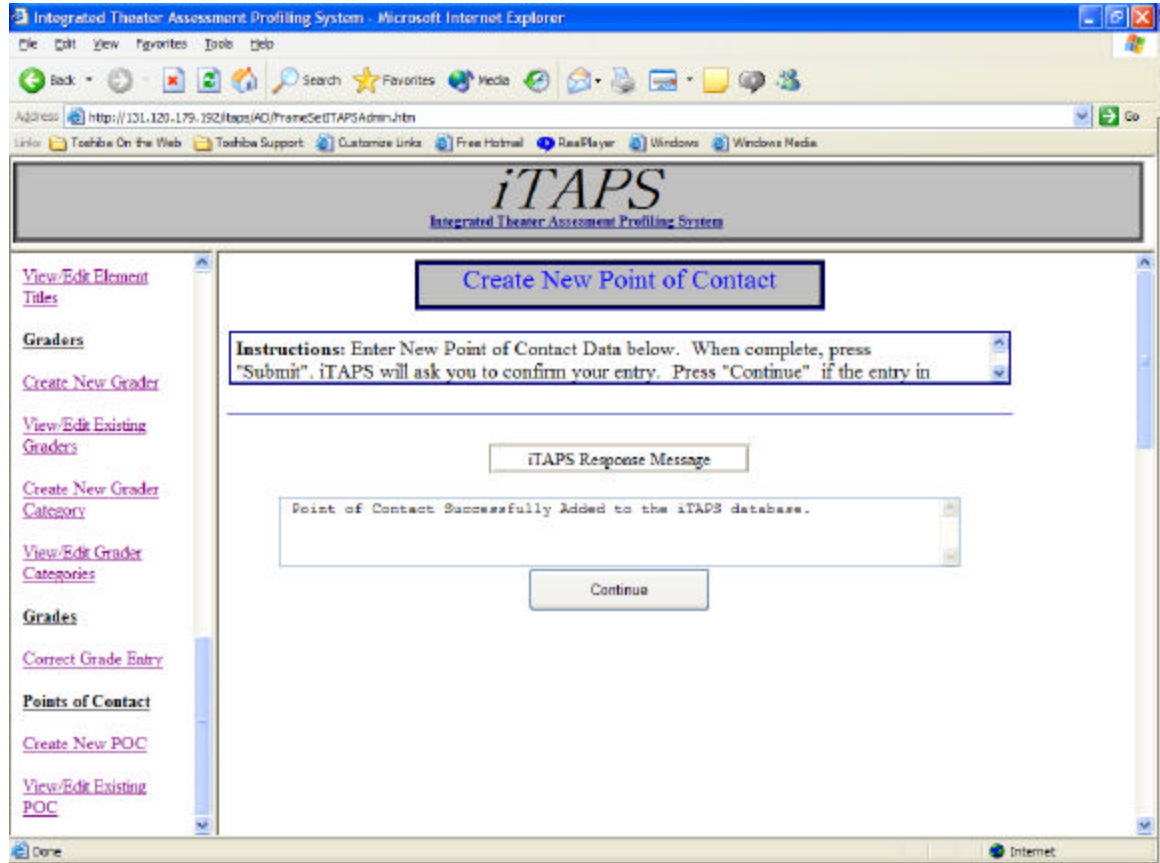 Integrated Theater Assessment Profiling System - Microsoft Internet Explorer
File Edit View Favorites Tools Help
Back Search Favorites Media
Address http://131.120.179.192/itaps/AO/FrameSetITAPSAdmin.htm Go
Links Toshiba On the Web Toshiba Support Customize Links Free Hotmail RealPlayer Windows Windows Media
iTAPS
Integrated Theater Assessment Profiling System
View/Edit Element
Titles
Graders
Create New Grader
View/Edit Existing
Graders
Create New Grader
Category
View/Edit Grader
Categories
Grades
Correct Grade Entry
Points of Contact
Create New POC
View/Edit Existing
POC
Create New Point of Contact
Instructions: Enter New Point of Contact Data below. When complete, press
"Submit". iTAPS will ask you to confirm your entry. Press "Continue" if the entry in
iTAPS Response Message
Point of Contact Successfully Added to the iTAPS database.
Continue
Done Internet